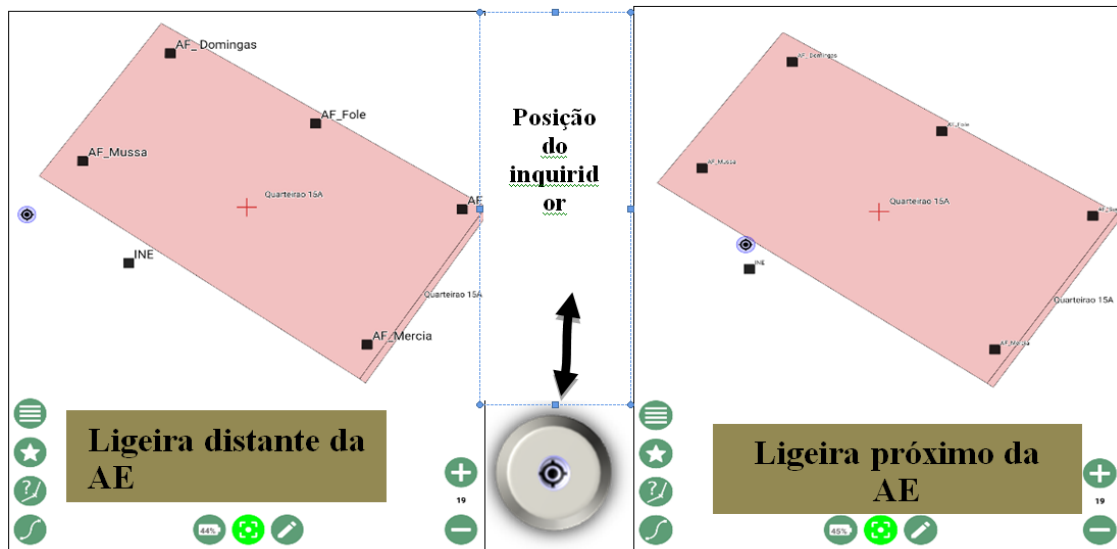 AF_Domingas
AF_Fole
AF_Mussa
Quarteirao 15A
AF
INE
Quarteirao 15A
AF_Mercia
Ligeira distante da
AE
19
44%
Posição
do
inquirid
or
AF_Domingas
AF_Fole
AF_Mussa
Quarteirao 15A
INE
Quarteirao 15A
AF_Mercia
Ligeira próximo da
AE
19
45%